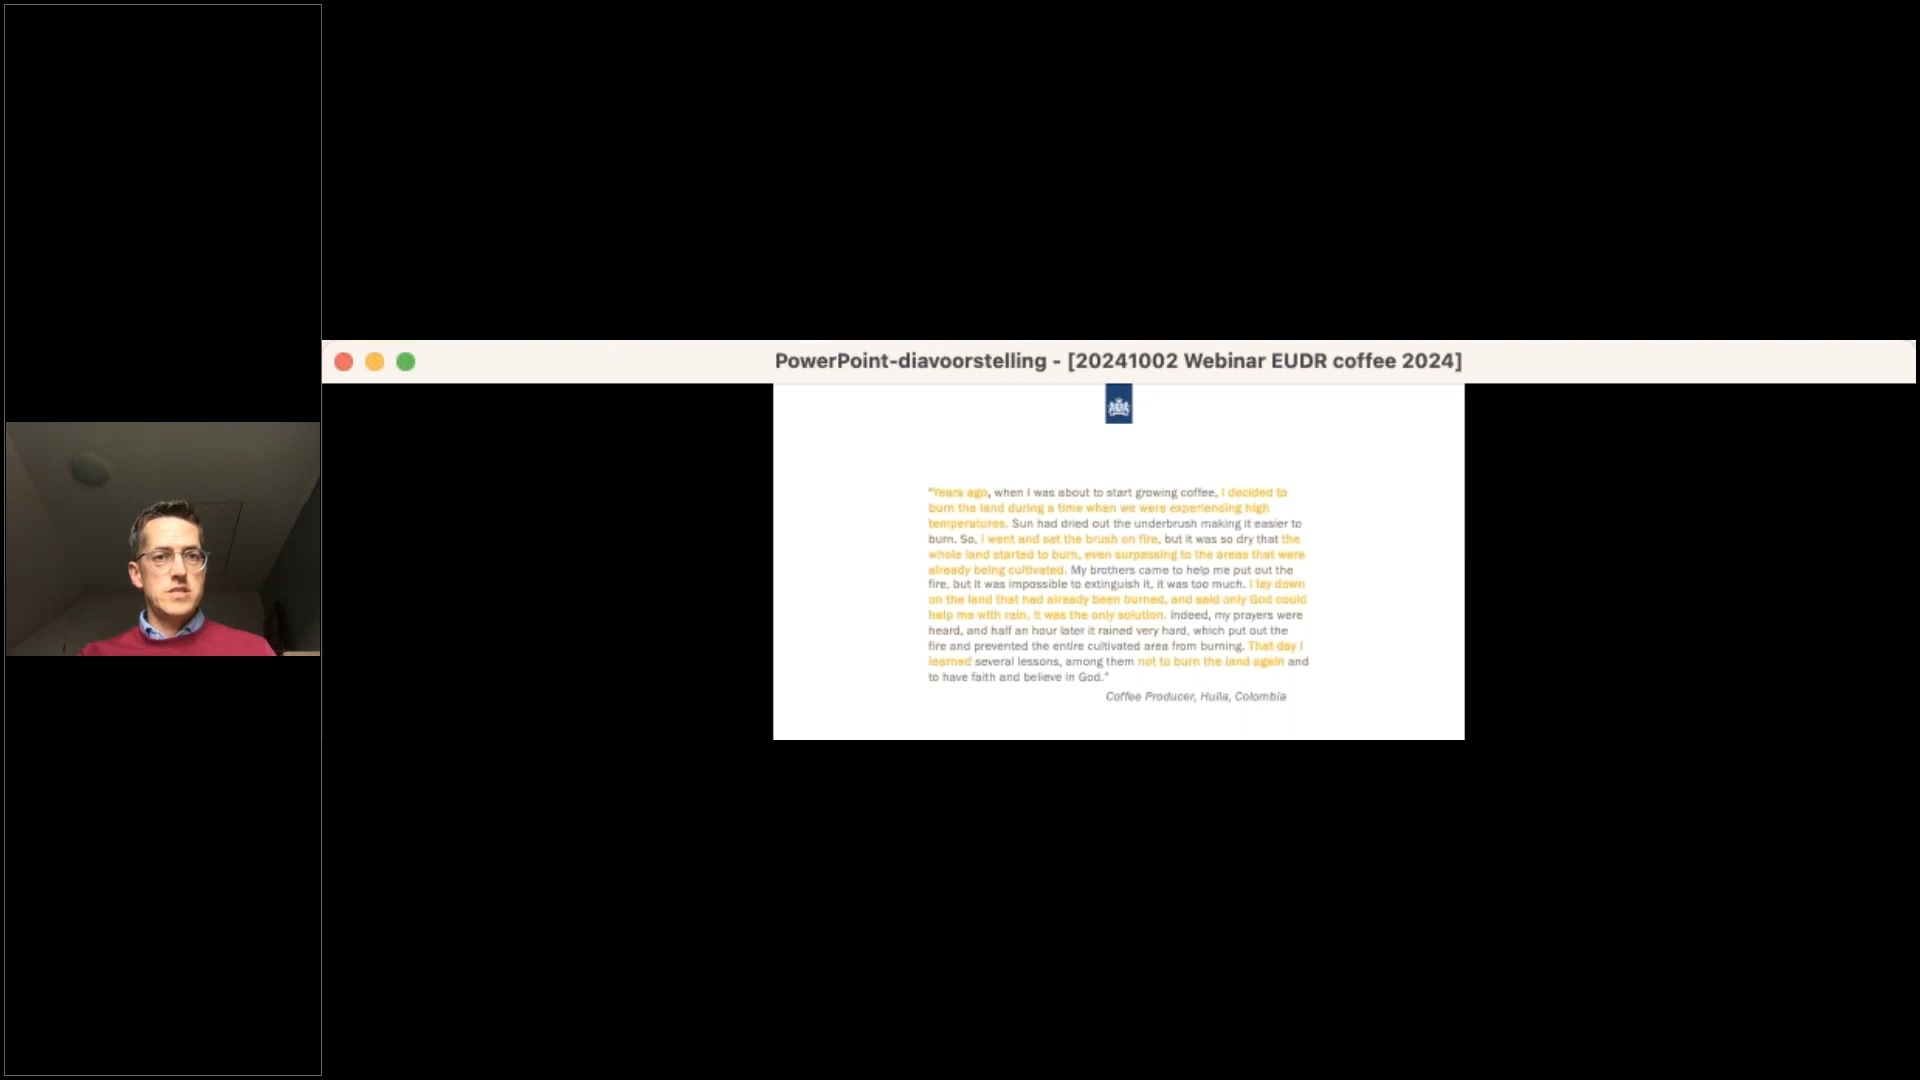 PowerPoint-diavoorstelling - [20241002 Webinar EUDR coffee 2024]
"Years ago, when I was about to start growing coffee, I decided to
burn the land during a time when we were experiencing high
temperatures. Sun had dried out the underbrush making it easier to
burn. So, I went and set the brush on fire, but it was so dry that the
whole land started to burn, even surpassing to the areas that were
already being cultivated. My brothers came to help me put out the
fire, but it was impossible to extinguish it, it was too much. I lay down
on the land that had already been burned, and said only God could
help me with rain, it was the only solution. Indeed, my prayers were
heard, and half an hour later it rained very hard, which put out the
fire and prevented the entire cultivated area from burning. That day I
learned several lessons, among them not to burn the land again and
to have faith and believe in God."
Coffee Producer, Huila, Colombia